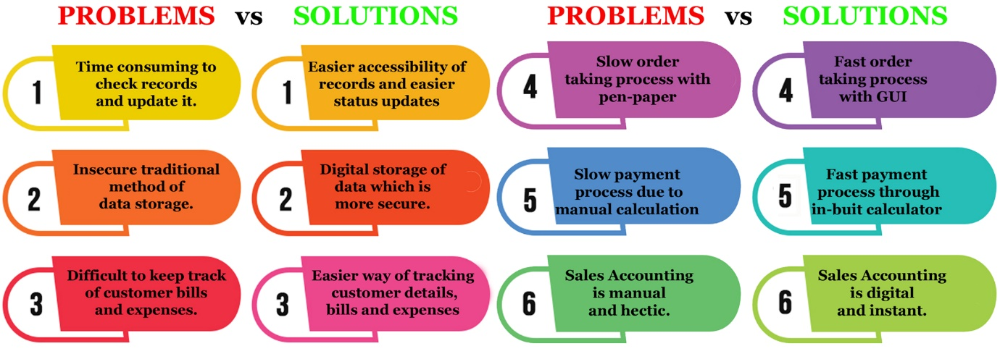 PROBLEMS vs SOLUTIONS
1
Time consuming to
check records
and update it.
1
Easier accessibility of
records and easier
status updates
2
Insecure traditional
method of
data storage.
2
Digital storage of
data which is
more secure.
3
Difficult to keep track
of customer bills
and expenses.
3
Easier way of tracking
customer details,
bills and expenses
PROBLEMS vs SOLUTIONS
4
Slow order
taking process with
pen-paper
4
Fast order
taking process
with GUI
5
Slow payment
process due to
manual calculation
5
Fast payment
process through
in-buit calculator
6
Sales Accounting
is manual
and hectic.
6
Sales Accounting
is digital
and instant.